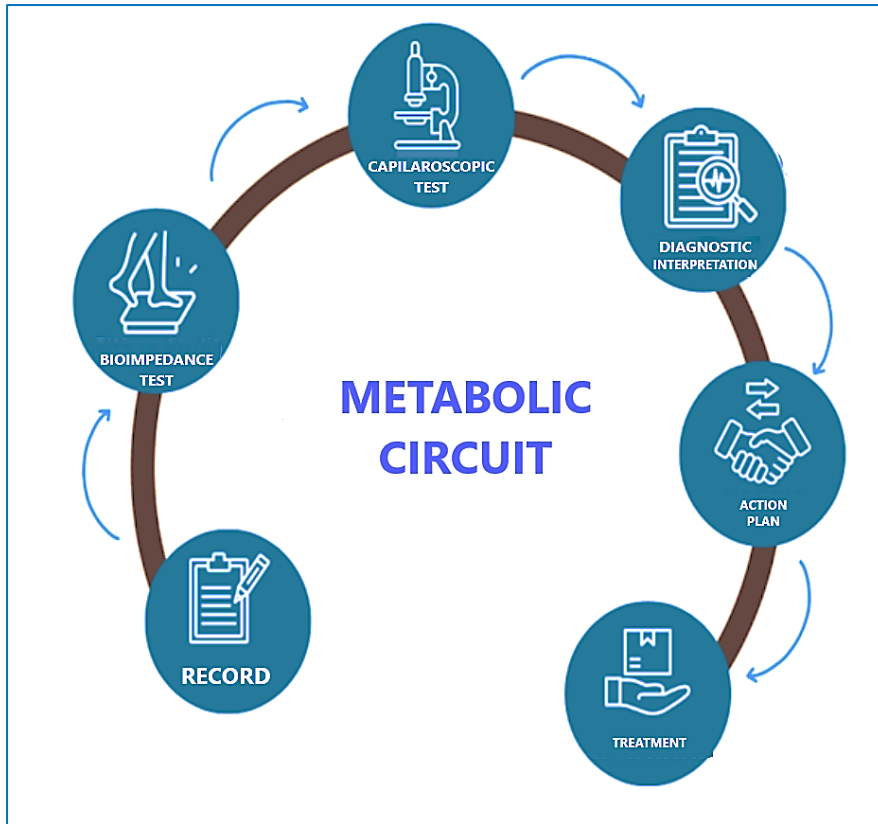 CAPILAROSCOPIC
TEST
DIAGNOSTIC
INTERPRETATION
BIOIMPEDANCE
TEST
METABOLIC
CIRCUIT
ACTION
PLAN
RECORD
TREATMENT